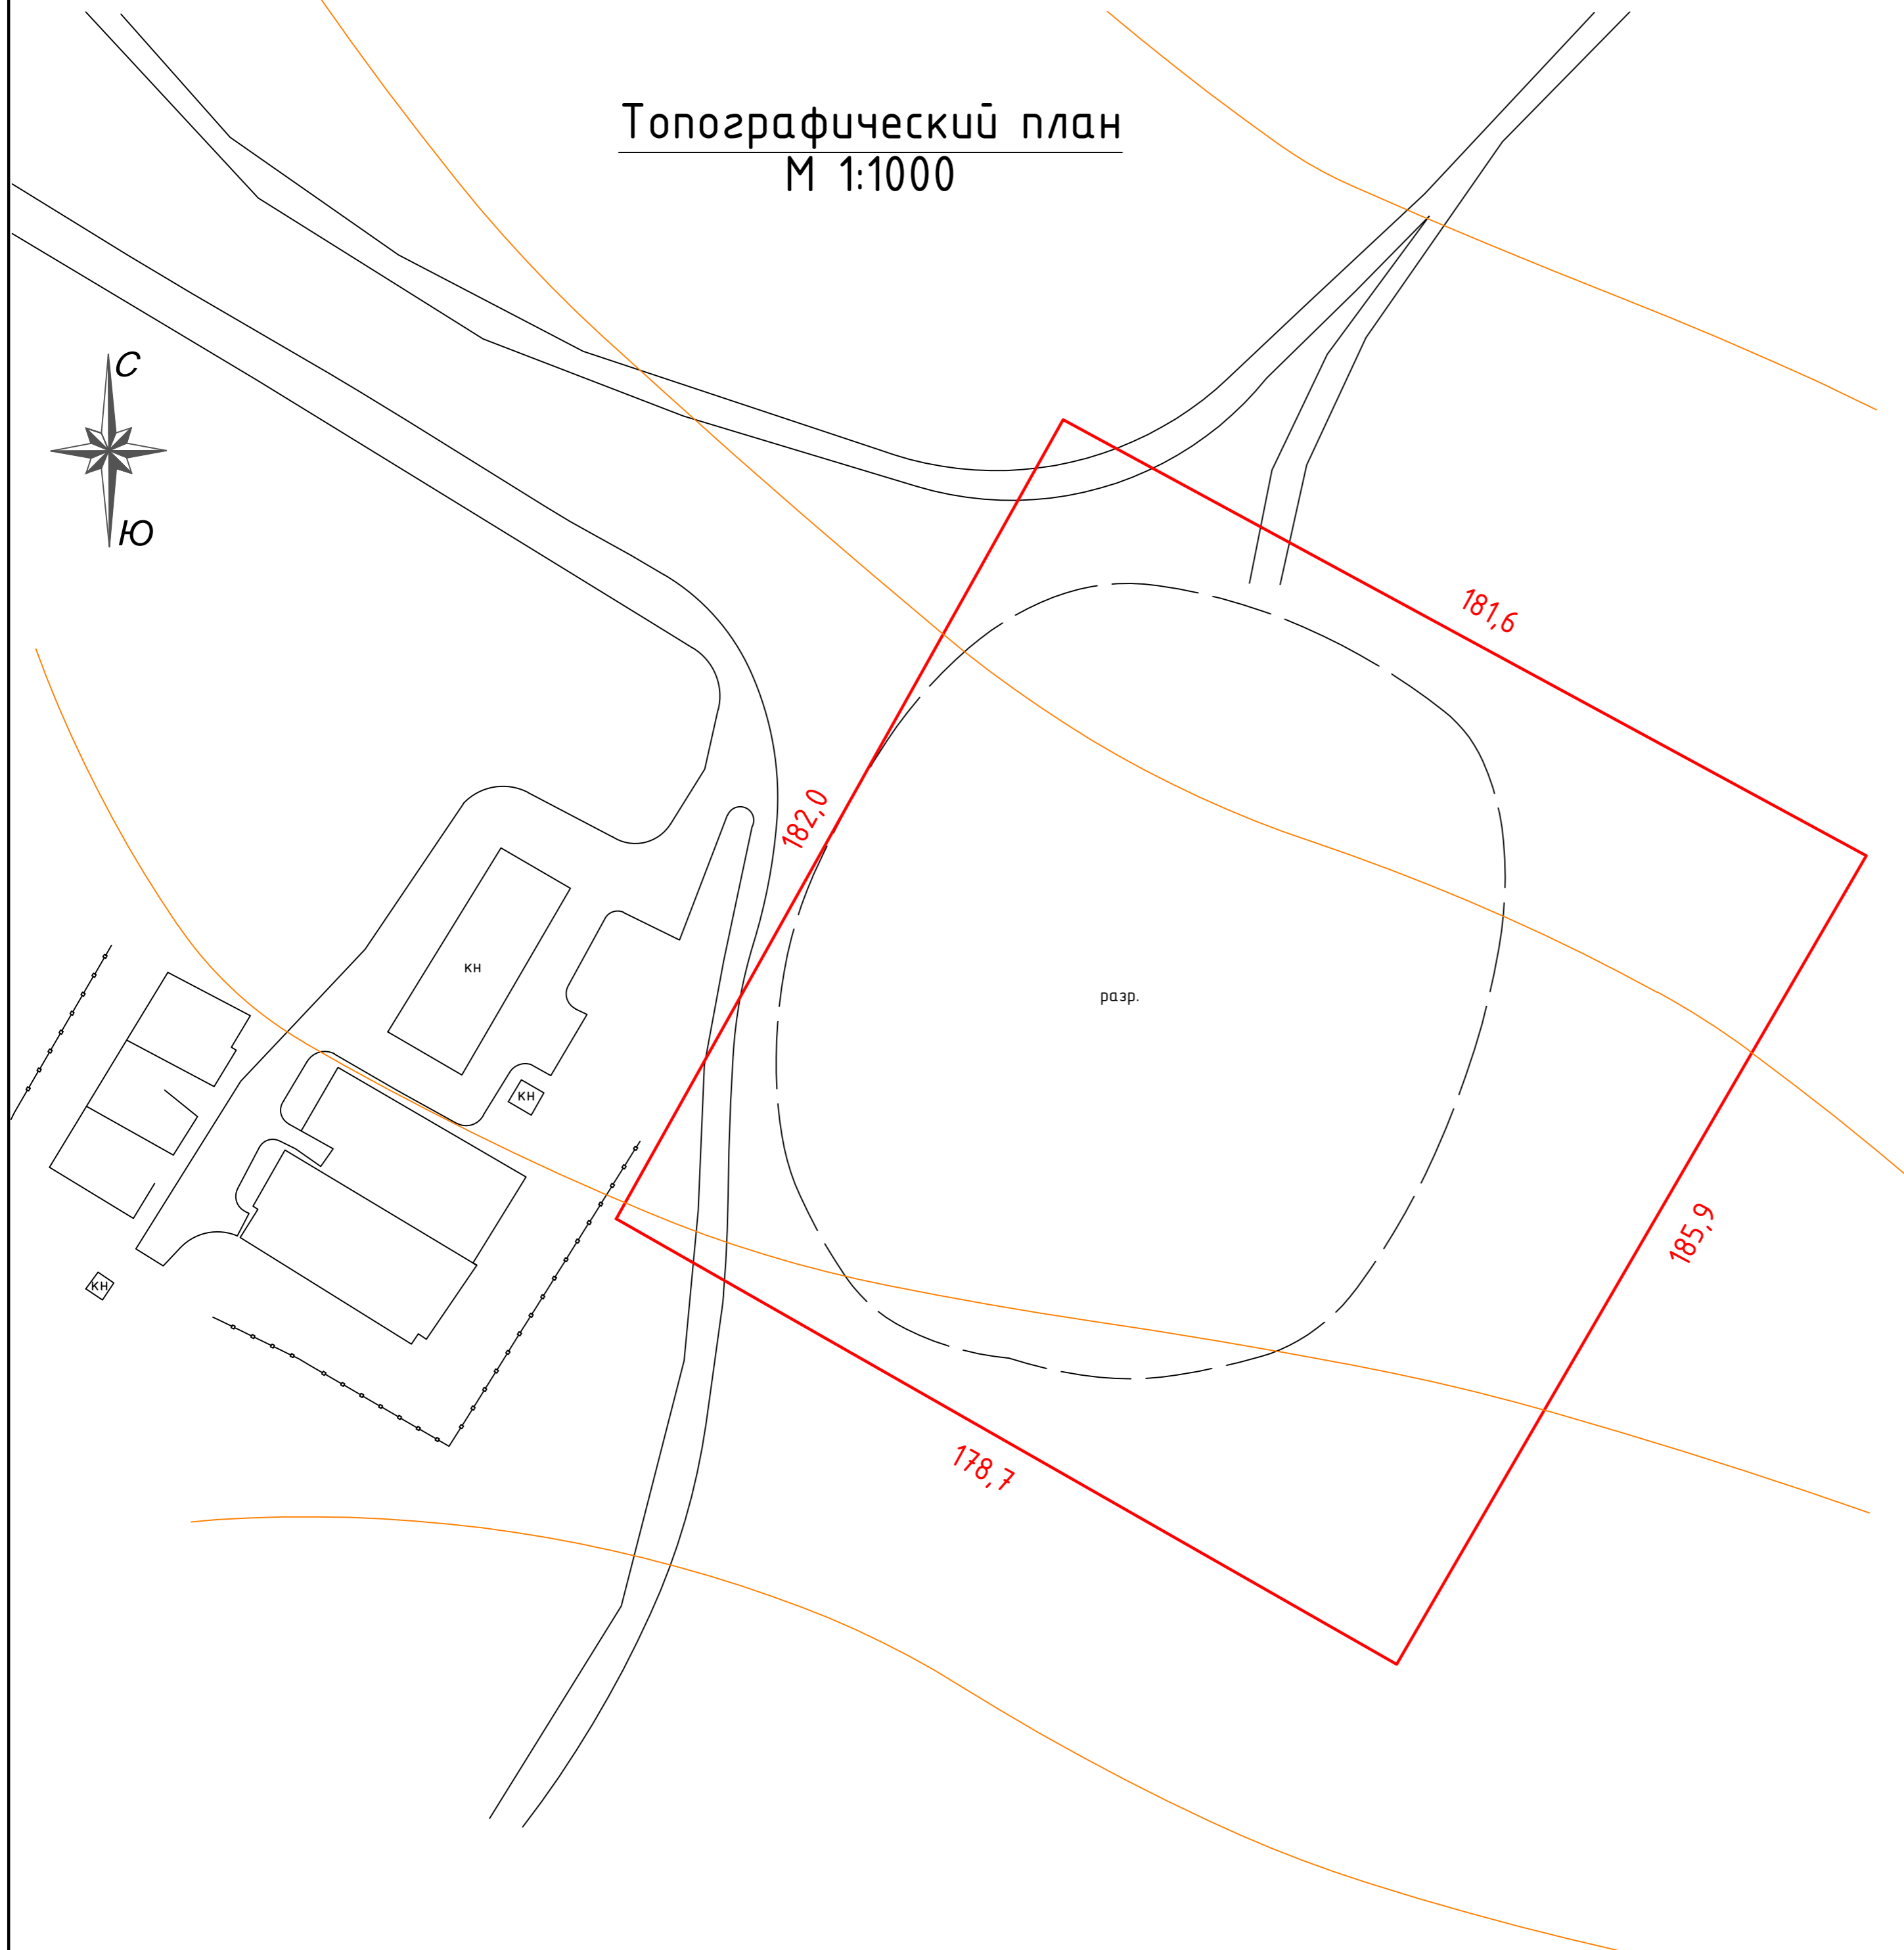 Топографический план
М 1:1000
С
Ю
181,6
182,0
кн
разр.
кн
185,9
кн
178,7